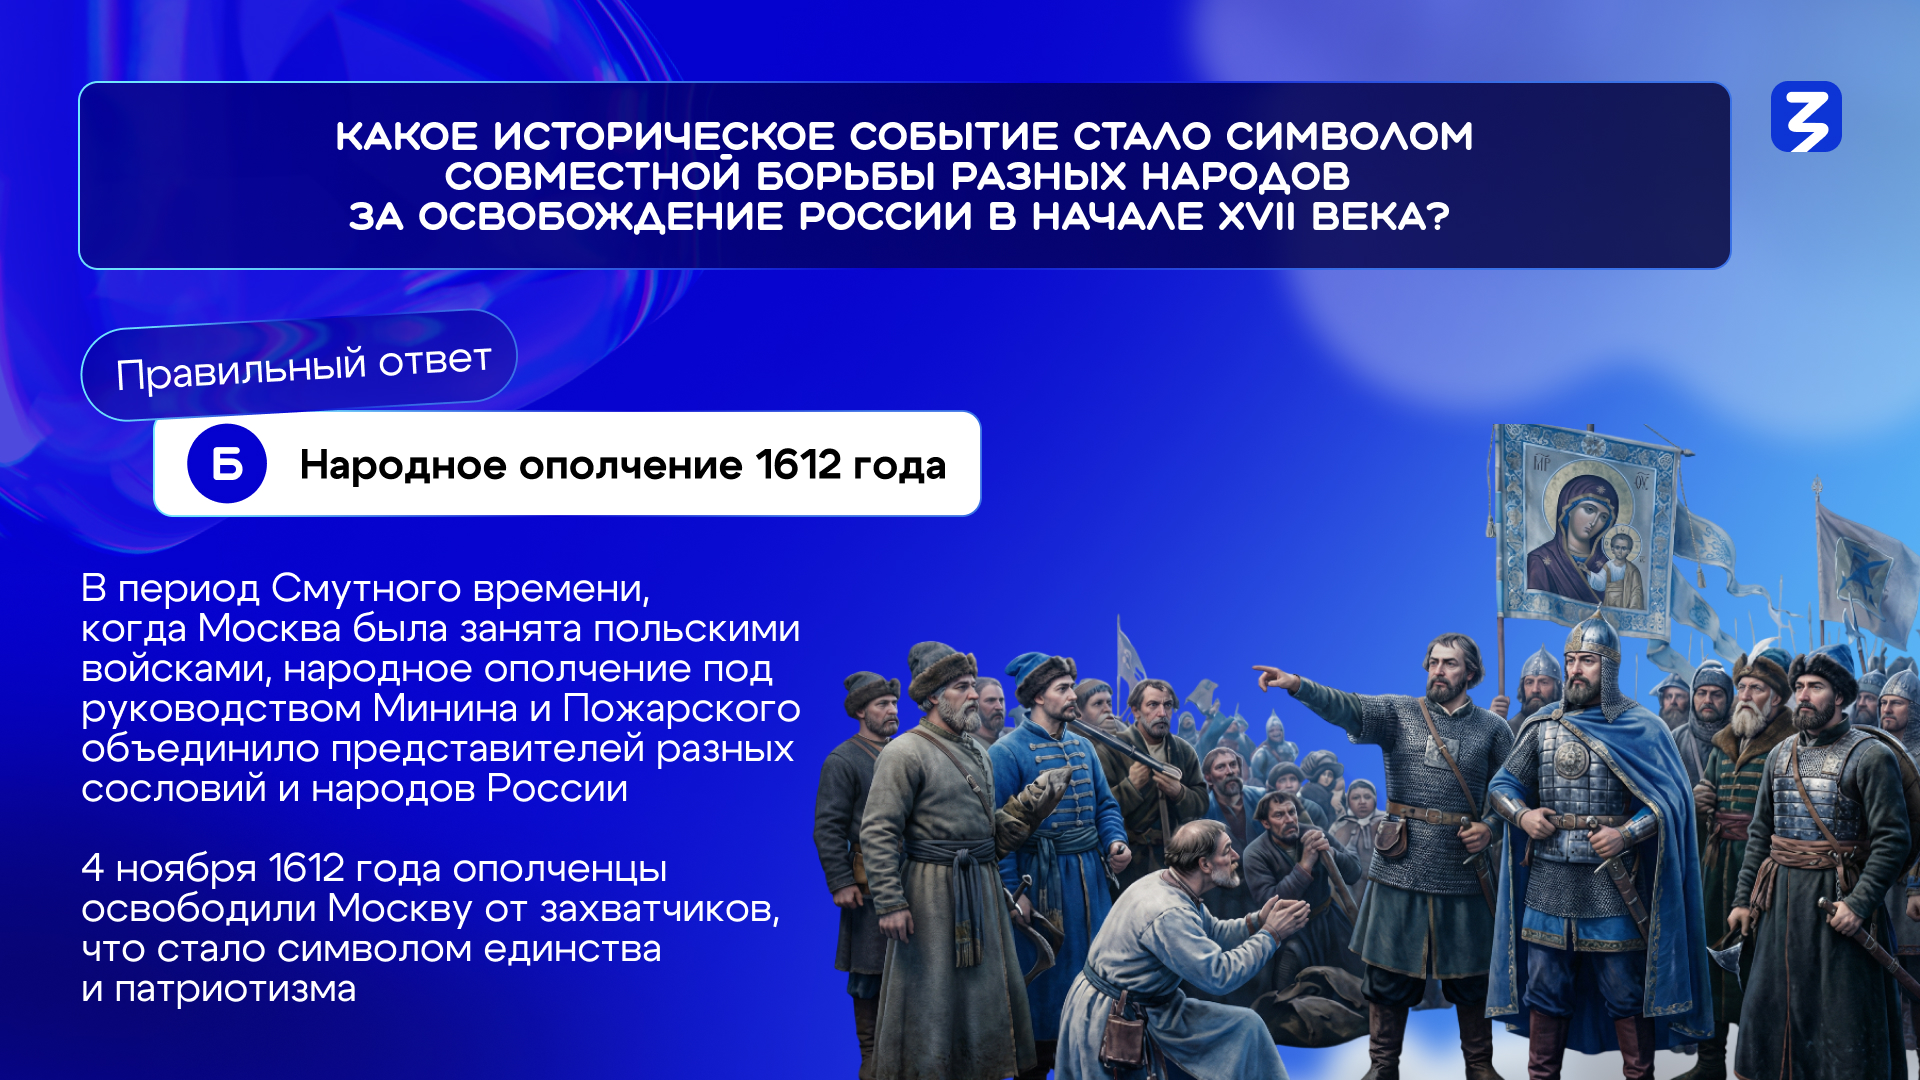 КАКОЕ ИСТОРИЧЕСКОЕ СОБЫТИЕ СТАЛО СИМВОЛОМ
СОВМЕСТНОЙ БОРЬБЫ РАЗНЫХ НАРОДОВ
ЗА ОСВОБОЖДЕНИЕ РОССИИ В НАЧАЛЕ XVII ВЕКА?
Правильный ответ
Б Народное ополчение 1612 года
В период Смутного времени,
когда Москва была занята польскими
войсками, народное ополчение под
руководством Минина и Пожарского
объединило представителей разных
сословий и народов России
4 ноября 1612 года ополченцы
освободили Москву от захватчиков,
что стало символом единства
и патриотизма